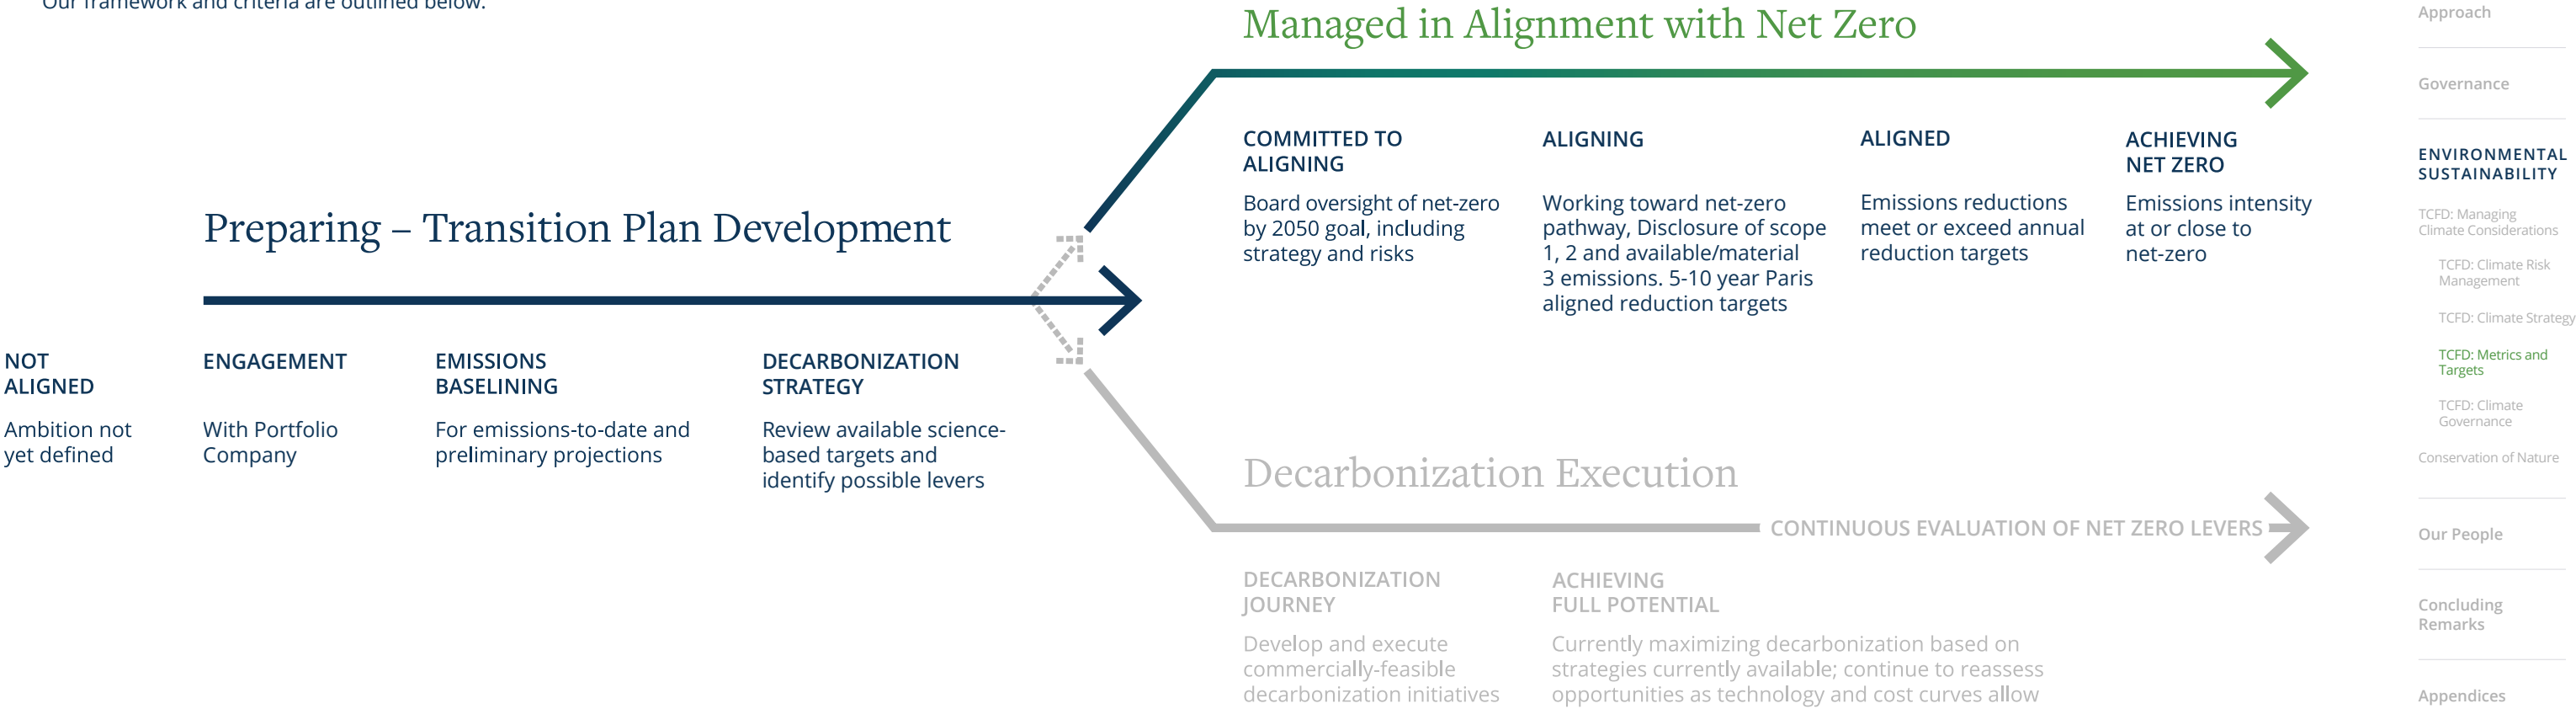 Our framework and criteria are outlined below.
Managed in Alignment with Net Zero
COMMITTED TO
ALIGNING
Board oversight of net-zero
by 2050 goal, including
strategy and risks
ALIGNING
Working toward net-zero
pathway, Disclosure of scope
1, 2 and available/material
3 emissions. 5-10 year Paris
aligned reduction targets
ALIGNED
Emissions reductions
meet or exceed annual
reduction targets
ACHIEVING
NET ZERO
Emissions intensity
at or close to
net-zero
Preparing – Transition Plan Development
NOT
ALIGNED
Ambition not
yet defined
ENGAGEMENT
With Portfolio
Company
EMISSIONS
BASELINING
For emissions-to-date and
preliminary projections
DECARBONIZATION
STRATEGY
Review available science-
based targets and
identify possible levers
Decarbonization Execution
CONTINUOUS EVALUATION OF NET ZERO LEVERS
DECARBONIZATION
JOURNEY
Develop and execute
commercially-feasible
decarbonization initiatives
ACHIEVING
FULL POTENTIAL
Currently maximizing decarbonization based on
strategies currently available; continue to reassess
opportunities as technology and cost curves allow
Approach
Governance
ENVIRONMENTAL
SUSTAINABILITY
TCFD: Managing
Climate Considerations
TCFD: Climate Risk
Management
TCFD: Climate Strategy
TCFD: Metrics and
Targets
TCFD: Climate
Governance
Conservation of Nature
Our People
Concluding
Remarks
Appendices